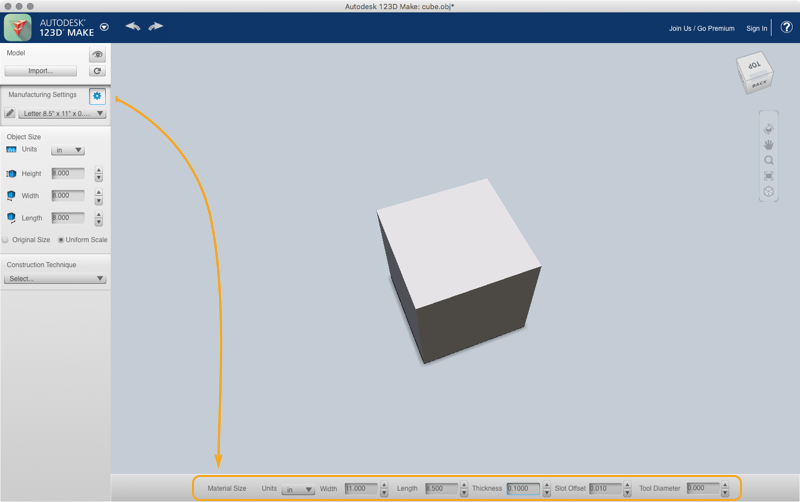 Autodesk 123D Make: cube.obj*
AUTODESK®
123D® MAKE
Join Us / Go Premium
Sign In
?
Model
Import...
Manufacturing Settings
Letter 8.5" x 11" x 0....
Object Size
Units in
Height 8.000
Width 8.000
Length 8.000
Original Size Uniform Scale
Construction Technique
Select...
TOP
BACK
Material Size Units in Width 11.000 Length 8.500 Thickness 0.1000 Slot Offset 0.010 Tool Diameter 0.000